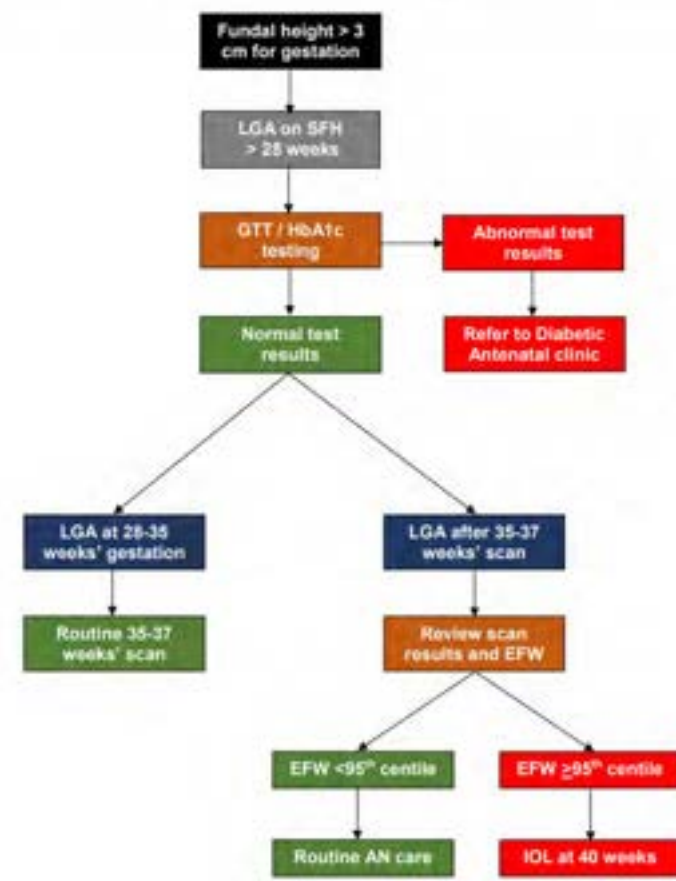 Fundal height > 3
cm for gestation
LGA on SFH
> 28 weeks
GTT / HbA1c
testing
Abnormal test
results
Normal test
results
Refer to Diabetic
Antenatal clinic
LGA at 28-35
weeks' gestation
LGA after 35-37
weeks' scan
Routine 35-37
weeks' scan
Review scan
results and EFW
EFW <95th centile
EFW ≥95th centile
Routine AN care
IOL at 40 weeks